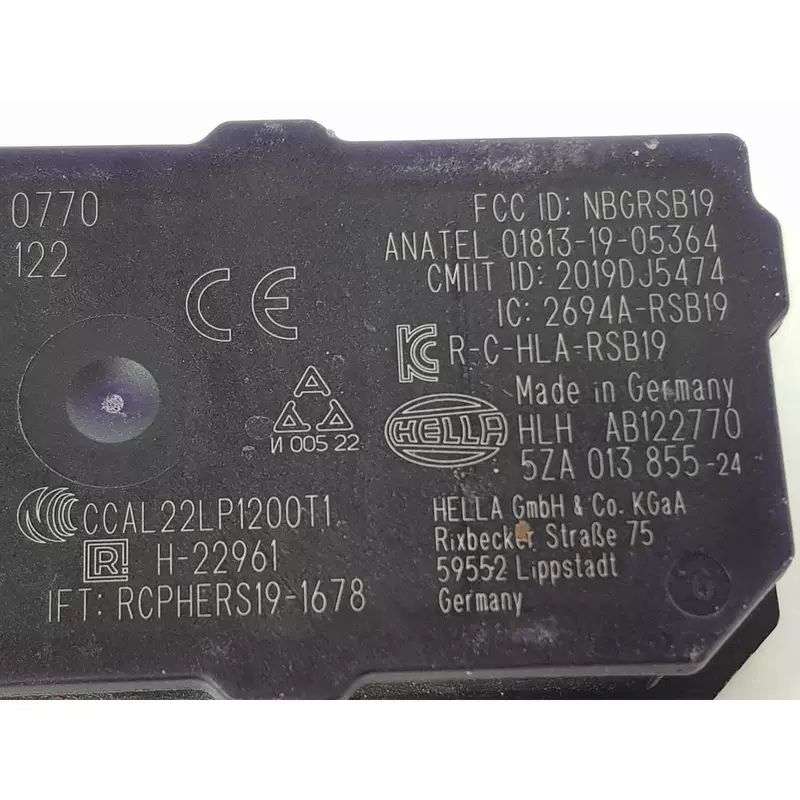 0770
122
CE
A
И 005 22
CCAL22LP1200T1
R! H-22961
IFT: RCPHERS19-1678
FCC ID: NBGRSB19
ANATEL 01813-19-05364
CMIIT ID: 2019DJ5474
IC: 2694A-RSB19
R-C-HLA-RSB19
Made in Germany
HELLA HLH AB122770
: 5ZA 013 855-24
HELLA GmbH & Co. KGaA
Rixbecker Straße 75
59552 Lippstadt
Germany